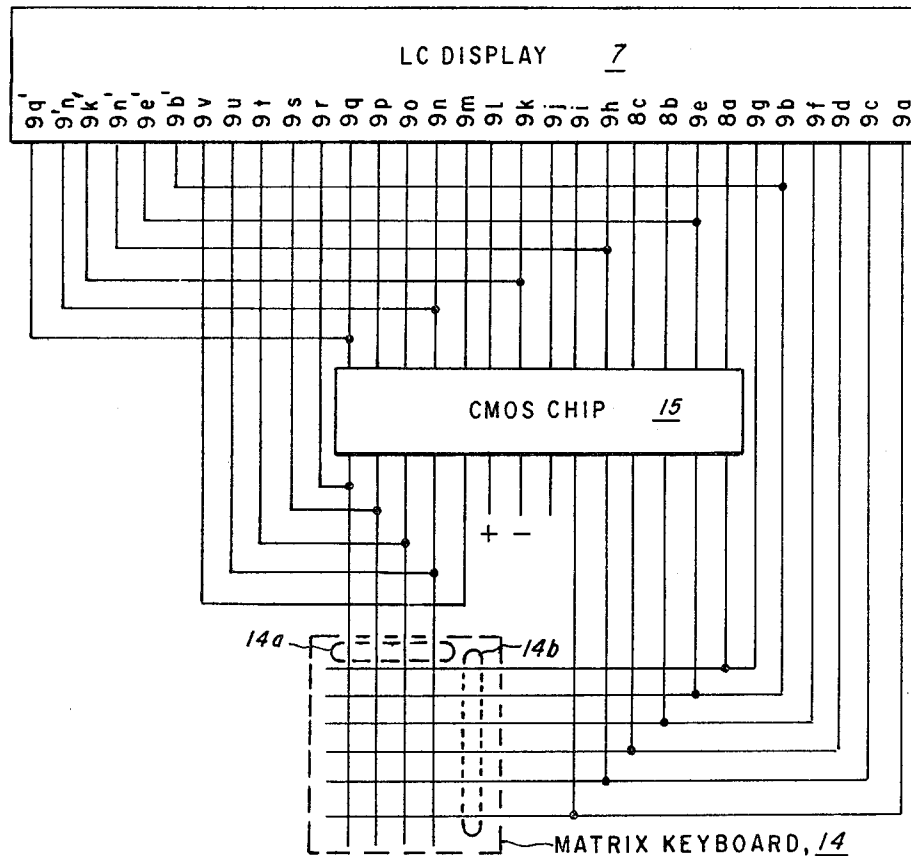 LC DISPLAY 7
9q' 9'n, 9k' 9n' 9e' 9b' 9v 9u 9t 9s 9r 9q 9p 9o 9n 9m 9L 9k 9j 9i 9h 8c 8b 9e 8a 9g 9b 9f 9d 9c 9a
CMOS CHIP 15
+ −
14a 14b
MATRIX KEYBOARD, 14